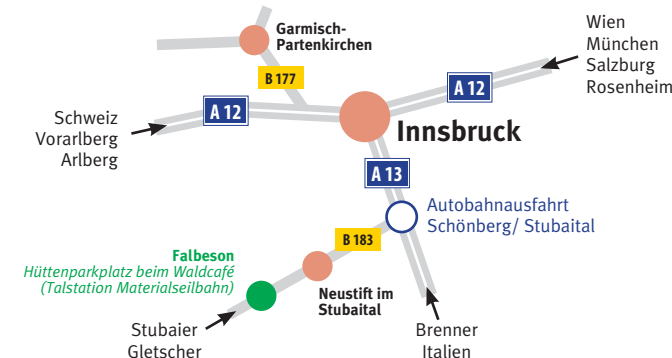 Garmisch-
Partenkirchen
B 177
Wien
München
Salzburg
Rosenheim
A 12
A 12
Schweiz
Vorarlberg
Arlberg
Innsbruck
A 13
Autobahnausfahrt
Schönberg/ Stubaital
B 183
Falbeson
Hüttenparkplatz beim Waldcafé
(Talstation Materialseilbahn)
Neustift im
Stubaital
Stubaier
Gletscher
Brenner
Italien